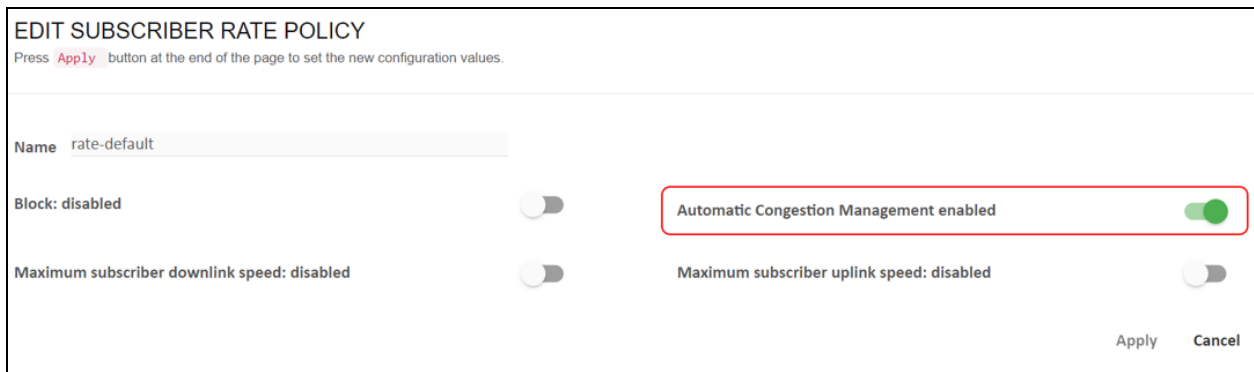 EDIT SUBSCRIBER RATE POLICY
Press Apply button at the end of the page to set the new configuration values.
Name rate-default
Block: disabled
Automatic Congestion Management enabled
Maximum subscriber downlink speed: disabled
Maximum subscriber uplink speed: disabled
Apply Cancel